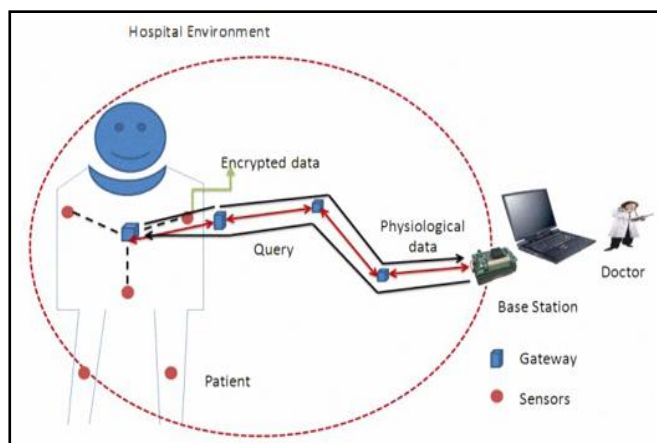 Hospital Environment
Encrypted data
Physiological
data
Query
Doctor
Base Station
Patient
Gateway
Sensors